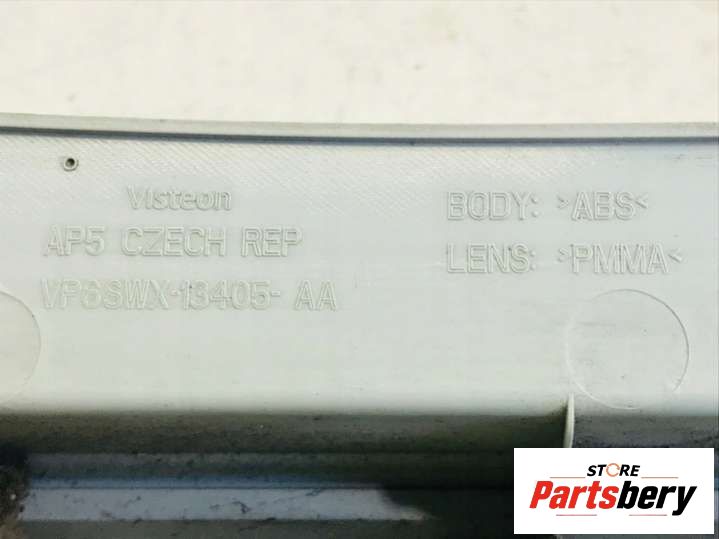 Visteon
AP5 CZECH REP
VP6SWX-13405- AA
BODY: >ABS<
LENS: >PMMA<
STORE
Partsbery